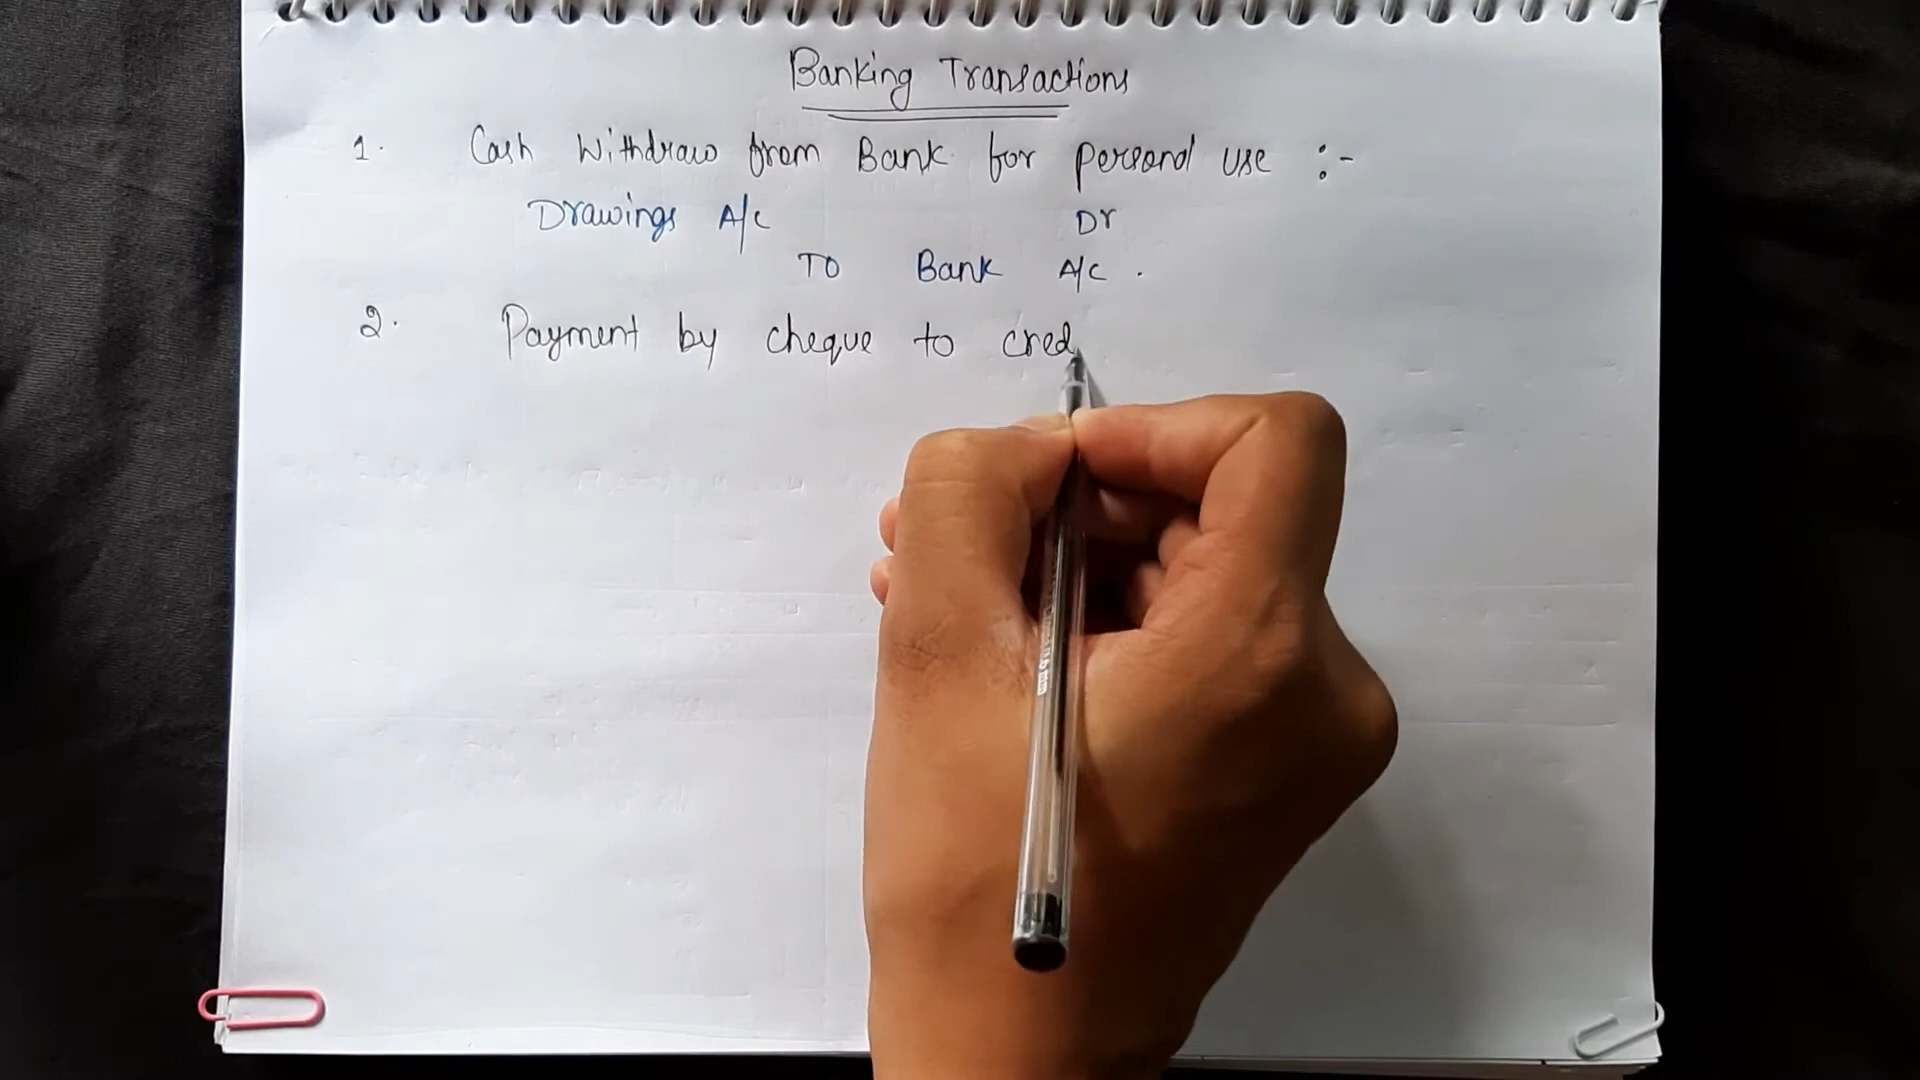 Banking Transactions
1. Cash Withdraw from Bank for personal use :-
Drawings A/c Dr
To Bank A/c .
2. Payment by cheque to cred